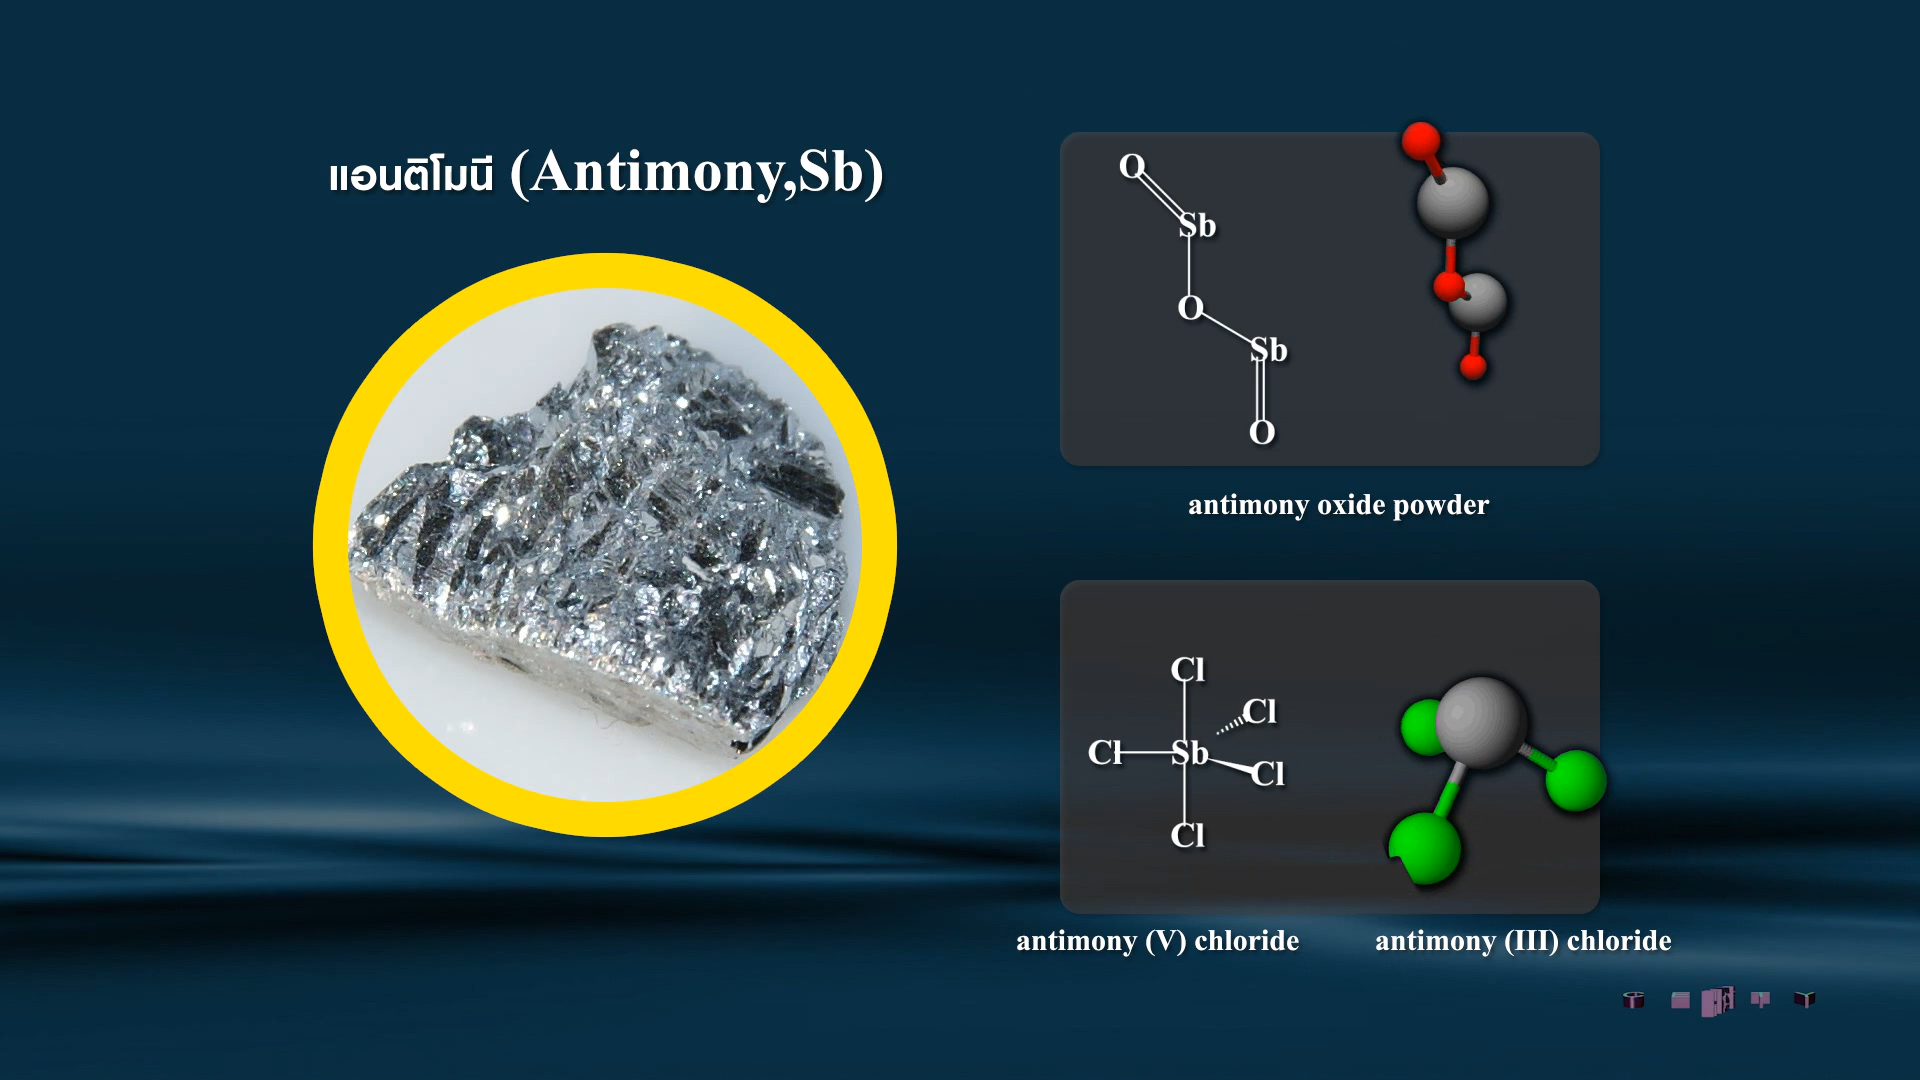 แอนติโมนี (Antimony,Sb)
O
Sb
O
Sb
O
antimony oxide powder
Cl
Cl
Cl
Sb
Cl
Cl
antimony (V) chloride
antimony (III) chloride